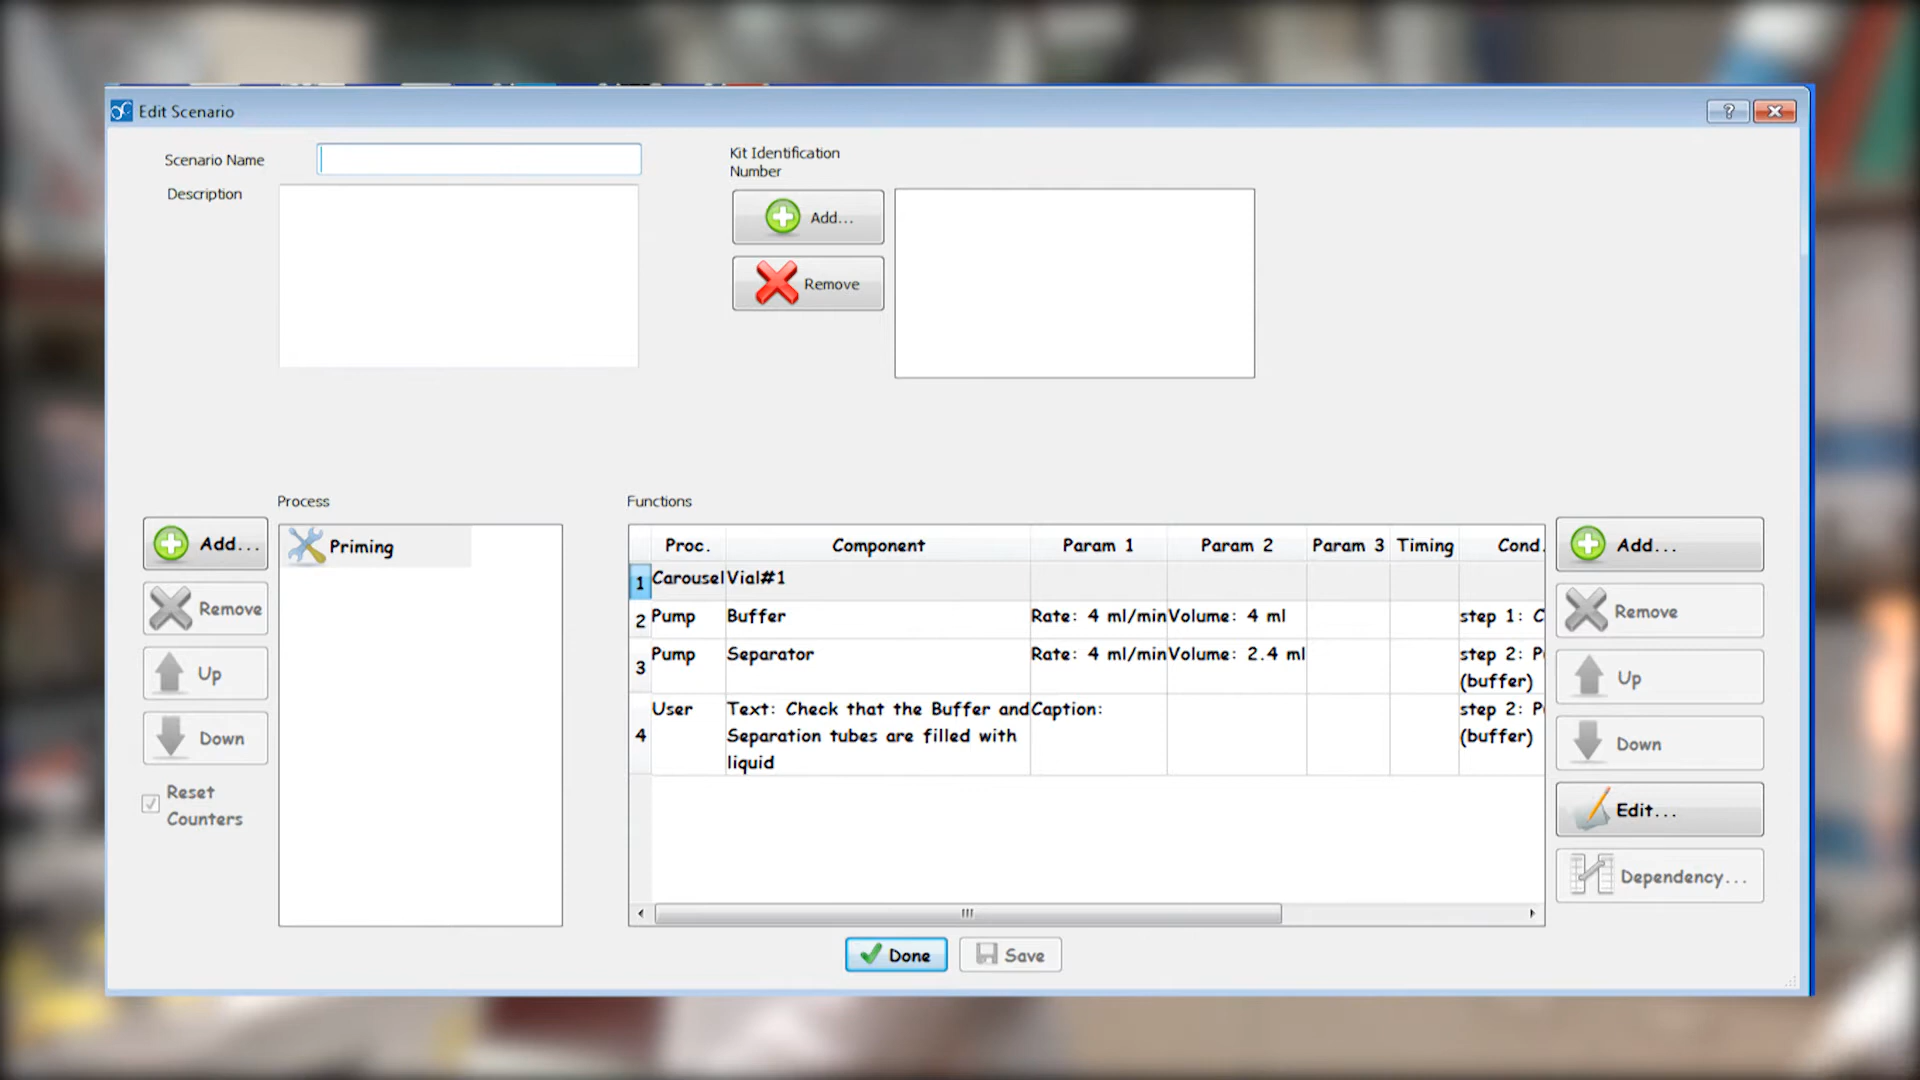 Edit Scenario
?
Scenario Name
Description
Kit Identification
Number
Add...
Remove
Process
Functions
Add...
Remove
Up
Down
Reset
Counters
Priming
Proc. Component Param 1 Param 2 Param 3 Timing Cond.
1 Carousel Vial#1
2 Pump Buffer Rate: 4 ml/min Volume: 4 ml step 1: C
3 Pump Separator Rate: 4 ml/min Volume: 2.4 ml step 2: P
(buffer)
4 User Text: Check that the Buffer and Caption: step 2: P
Separation tubes are filled with (buffer)
liquid
Add...
Remove
Up
Down
Edit...
Dependency...
Done
Save